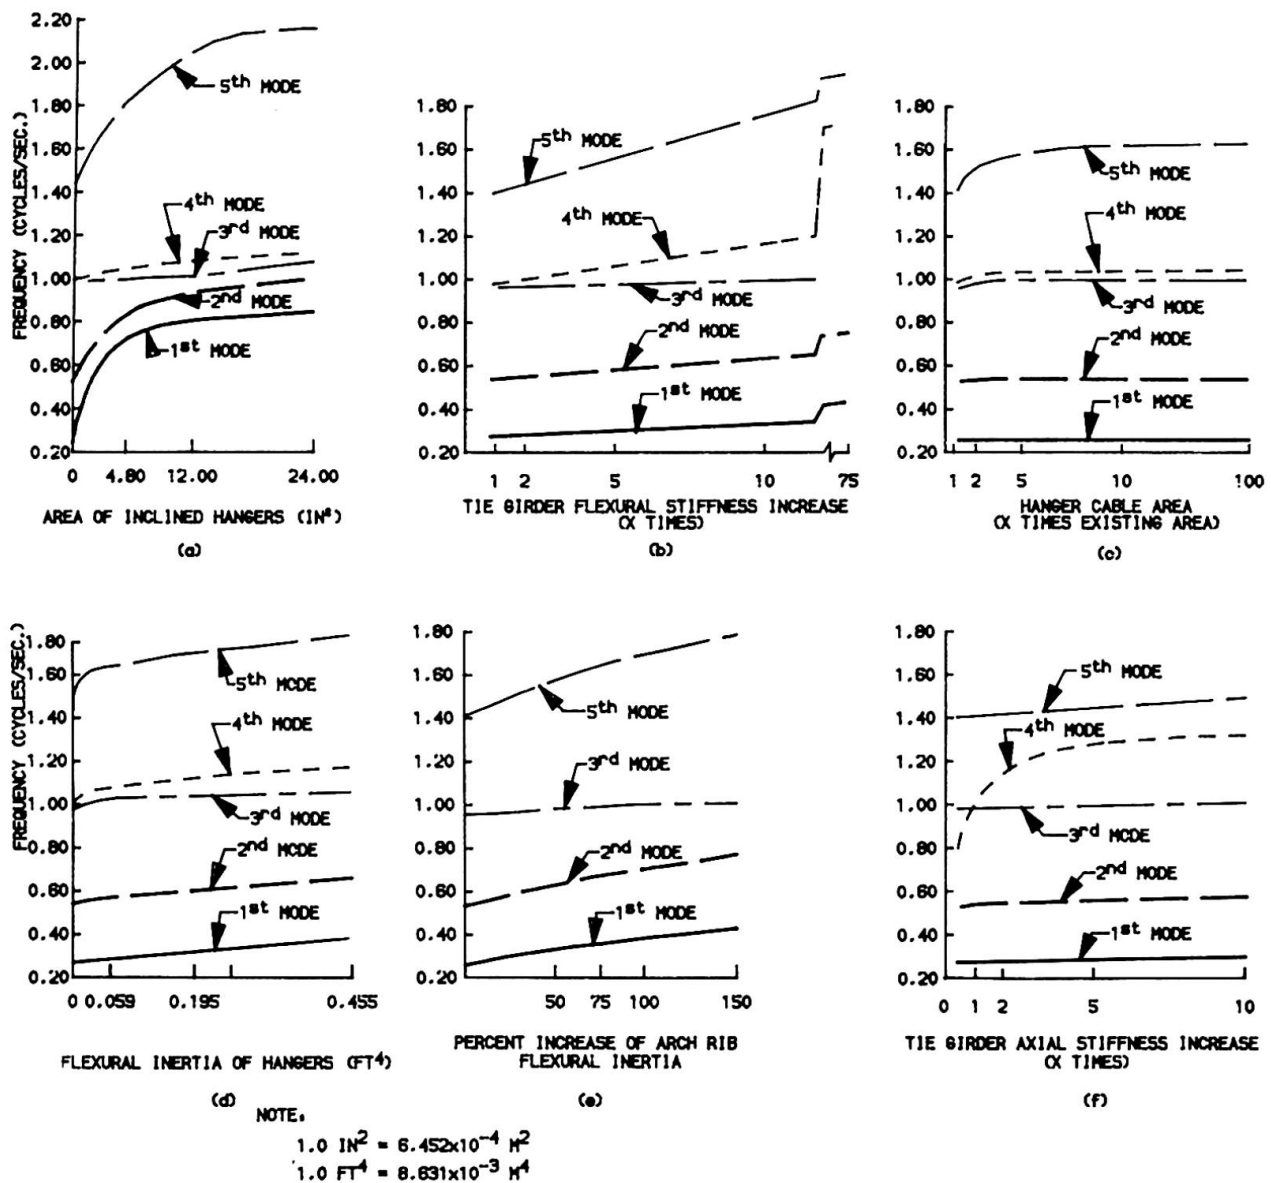 2.20
2.00
1.80
1.60
1.40
1.20
1.00
0.80
0.60
0.40
0.20
FREQUENCY (CYCLES/SEC.)
5th MODE
4th MODE
3rd MODE
2nd MODE
1st MODE
0 4.80 12.00 24.00
AREA OF INCLINED HANGERS (IN²)
(a)
1.80
1.60
1.40
1.20
1.00
0.80
0.60
0.40
0.20
5th MODE
4th MODE
3rd MODE
2nd MODE
1st MODE
1 2 5 10 75
TIE GIRDER FLEXURAL STIFFNESS INCREASE
(X TIMES)
(b)
1.80
1.60
1.40
1.20
1.00
0.80
0.60
0.40
0.20
5th MODE
4th MODE
3rd MODE
2nd MODE
1st MODE
1 2 5 10 100
HANGER CABLE AREA
(X TIMES EXISTING AREA)
(c)
1.80
1.60
1.40
1.20
1.00
0.80
0.60
0.40
0.20
FREQUENCY (CYCLES/SEC.)
5th MODE
4th MODE
3rd MODE
2nd MODE
1st MODE
0 0.059 0.195 0.455
FLEXURAL INERTIA OF HANGERS (FT⁴)
(d)
1.80
1.60
1.40
1.20
1.00
0.80
0.60
0.40
0.20
5th MODE
3rd MODE
2nd MODE
1st MODE
50 75 100 150
PERCENT INCREASE OF ARCH RIB
FLEXURAL INERTIA
(e)
1.80
1.60
1.40
1.20
1.00
0.80
0.60
0.40
0.20
5th MODE
4th MODE
3rd MODE
2nd MODE
1st MODE
0 1 2 5 10
TIE GIRDER AXIAL STIFFNESS INCREASE
(X TIMES)
(f)
NOTE.
1.0 IN² = 6.452x10⁻⁴ M²
1.0 FT⁴ = 8.631x10⁻³ M⁴